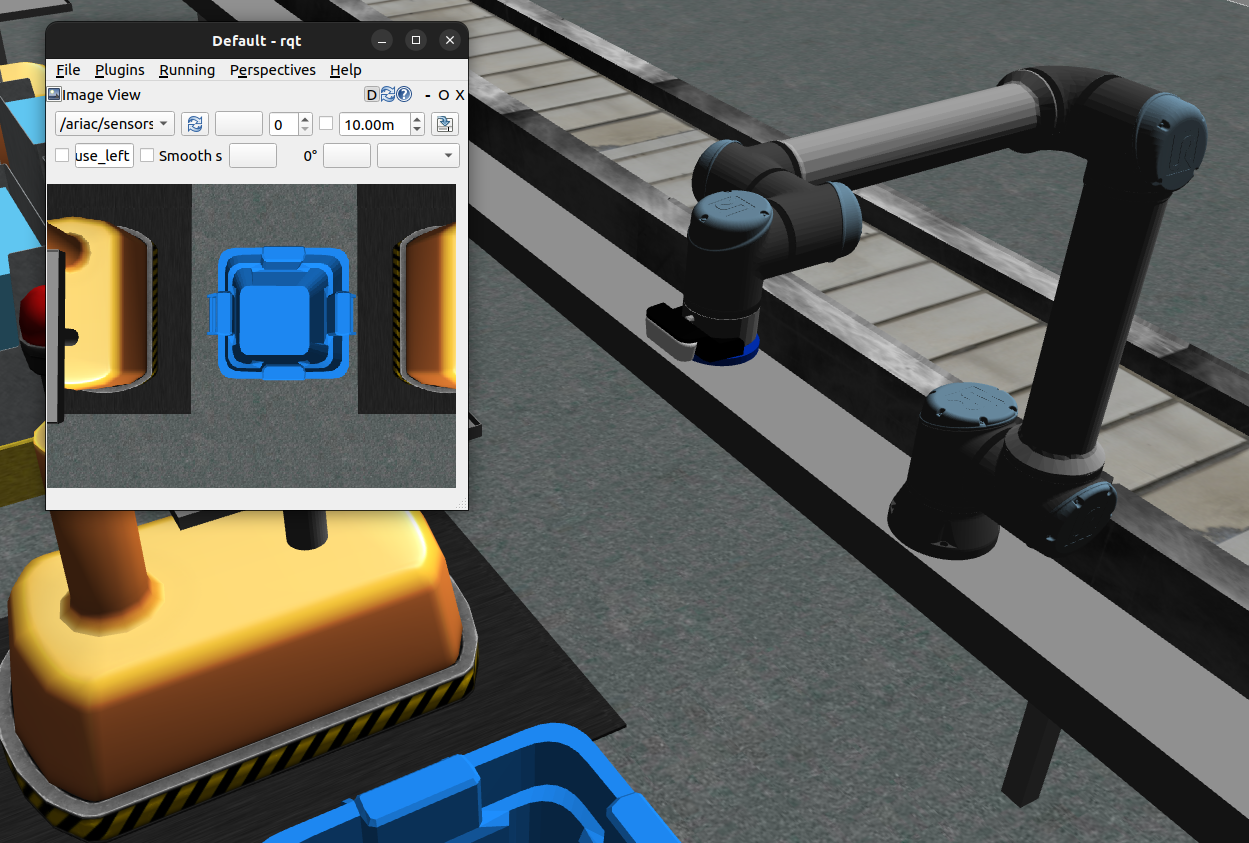 Default - rqt
File Plugins Running Perspectives Help
Image View D - O X
/ariac/sensors 0 10.00m
use_left Smooth s 0°